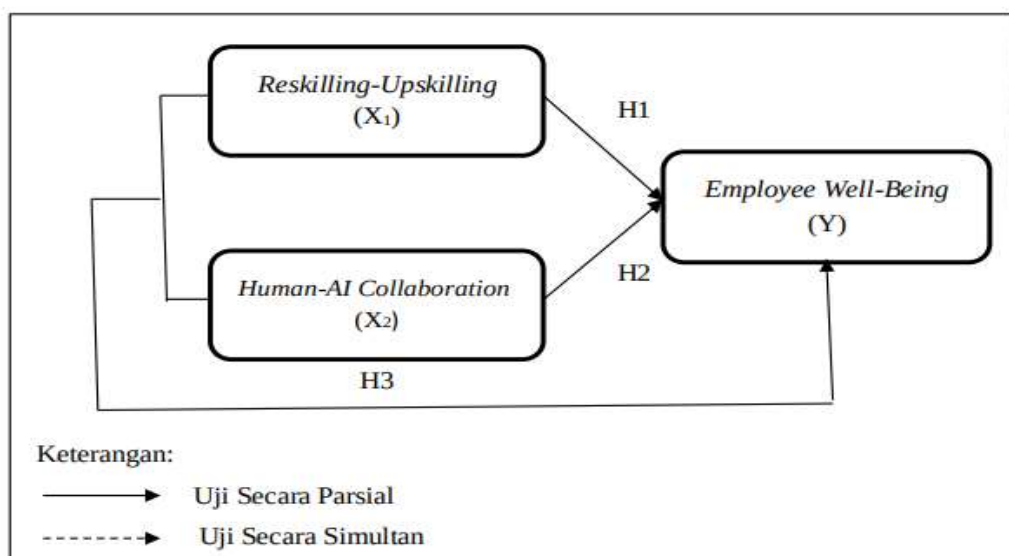 Reskilling-Upskilling
(X₁)
H1
Employee Well-Being
(Y)
H2
Human-AI Collaboration
(X₂)
H3
Keterangan:
Uji Secara Parsial
Uji Secara Simultan